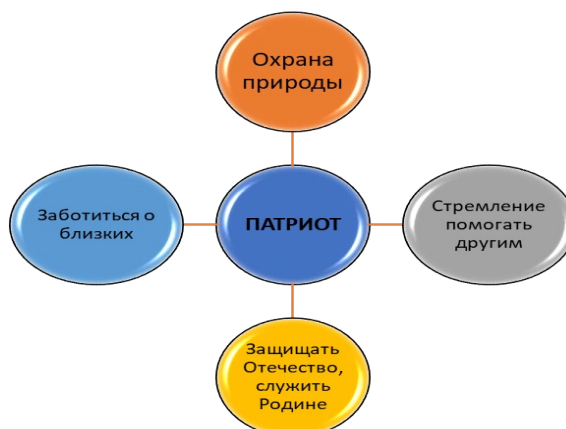 Охрана
природы
Заботиться о
близких
ПАТРИОТ
Стремление
помогать
другим
Защищать
Отечество,
служить
Родине